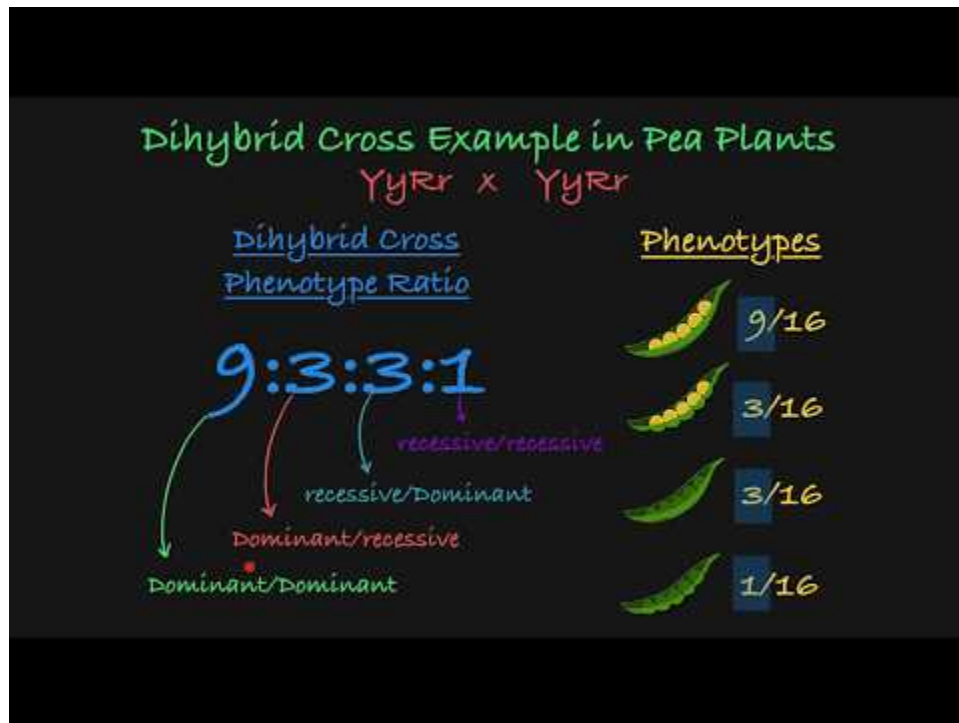 Dihybrid Cross Example in Pea Plants
YyRr x YyRr
Dihybrid Cross
Phenotype Ratio
9:3:3:1
recessive/recessive
recessive/Dominant
Dominant/recessive
Dominant/Dominant
Phenotypes
9/16
3/16
3/16
1/16